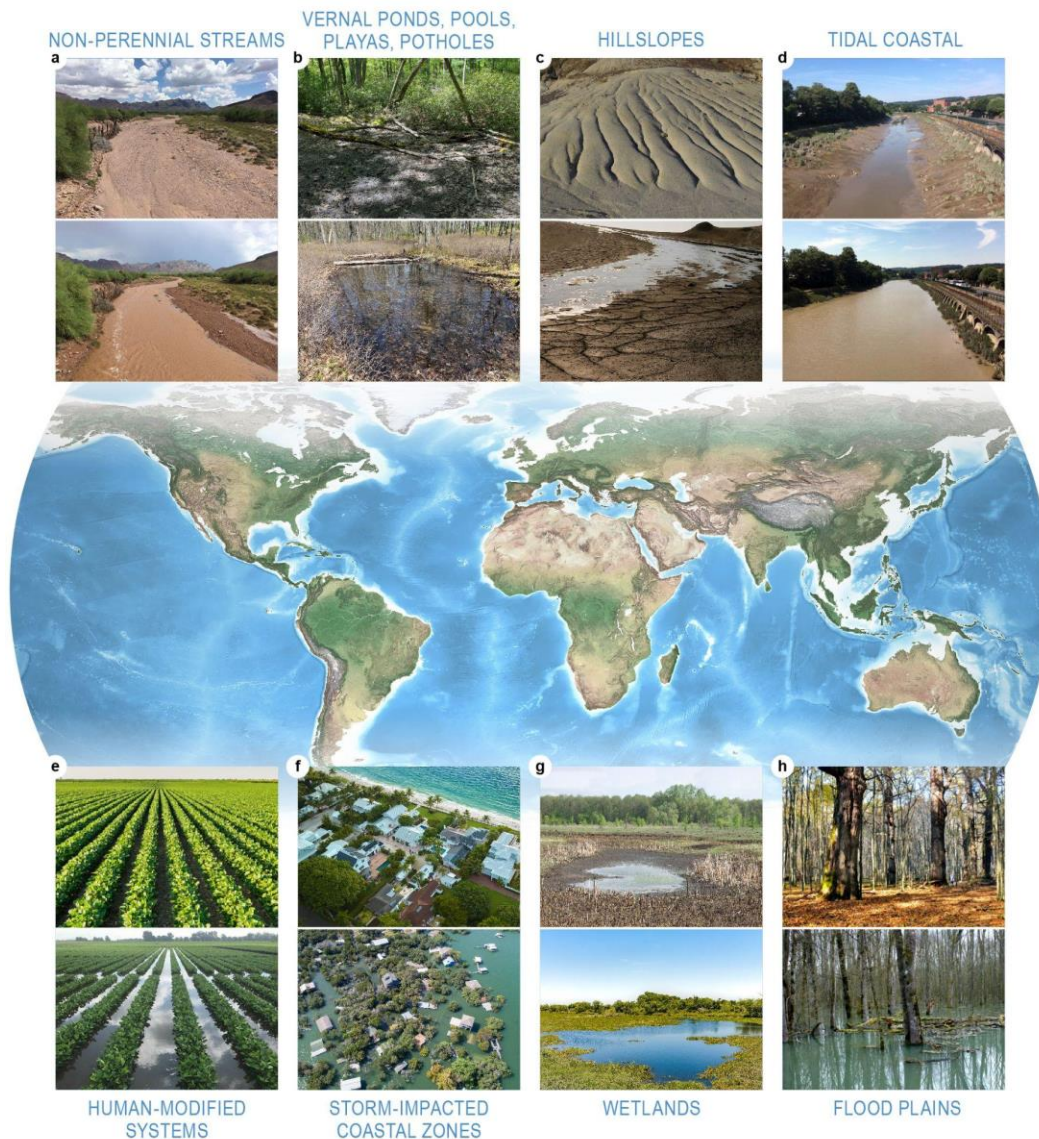 NON-PERENNIAL STREAMS
VERNAL PONDS, POOLS,
PLAYAS, POTHOLES
HILLSLOPES
TIDAL COASTAL
a
b
c
d
e
f
g
h
HUMAN-MODIFIED
SYSTEMS
STORM-IMPACTED
COASTAL ZONES
WETLANDS
FLOOD PLAINS